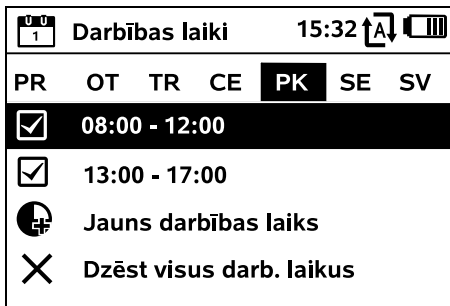 1 Darbības laiki 15:32 A
PR OT TR CE PK SE SV
08:00 - 12:00
13:00 - 17:00
Jauns darbības laiks
Dzēst visus darb. laikus